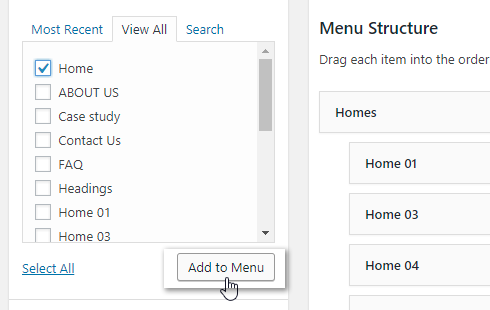 Most Recent View All Search
Home
ABOUT US
Case study
Contact Us
FAQ
Headings
Home 01
Home 03
Select All
Add to Menu
Menu Structure
Drag each item into the order
Homes
Home 01
Home 03
Home 04